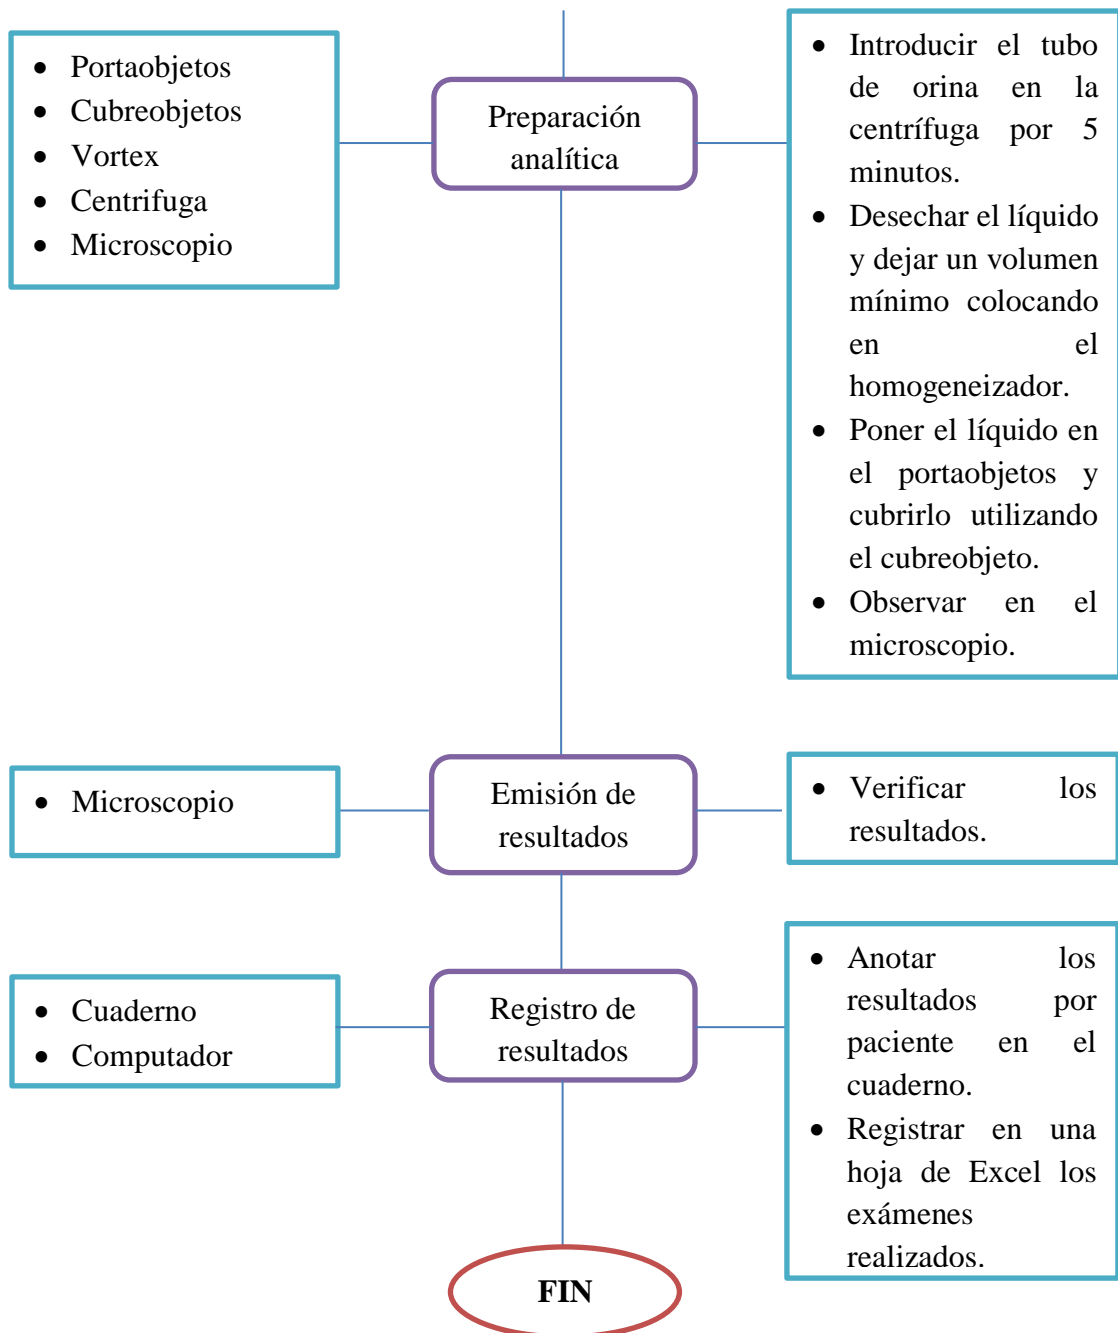 • Portaobjetos
• Cubreobjetos
• Vortex
• Centrifuga
• Microscopio
Preparación
analítica
• Introducir el tubo
de orina en la
centrífuga por 5
minutos.
• Desechar el líquido
y dejar un volumen
mínimo colocando
en el
homogeneizador.
• Poner el líquido en
el portaobjetos y
cubrirlo utilizando
el cubreobjeto.
• Observar en el
microscopio.
• Microscopio
Emisión de
resultados
• Verificar los
resultados.
• Cuaderno
• Computador
Registro de
resultados
• Anotar los
resultados por
paciente en el
cuaderno.
• Registrar en una
hoja de Excel los
exámenes
realizados.
FIN